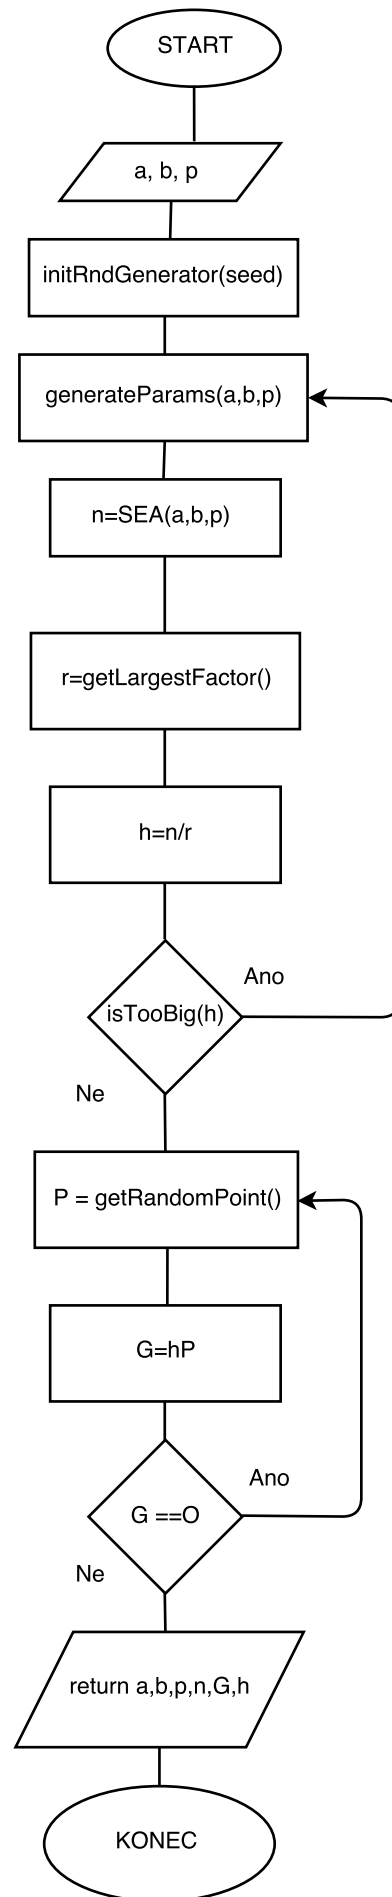 START
a, b, p
initRndGenerator(seed)
generateParams(a,b,p)
n=SEA(a,b,p)
r=getLargestFactor()
h=n/r
Ano
isTooBig(h)
Ne
P = getRandomPoint()
G=hP
Ano
G ==O
Ne
return a,b,p,n,G,h
KONEC